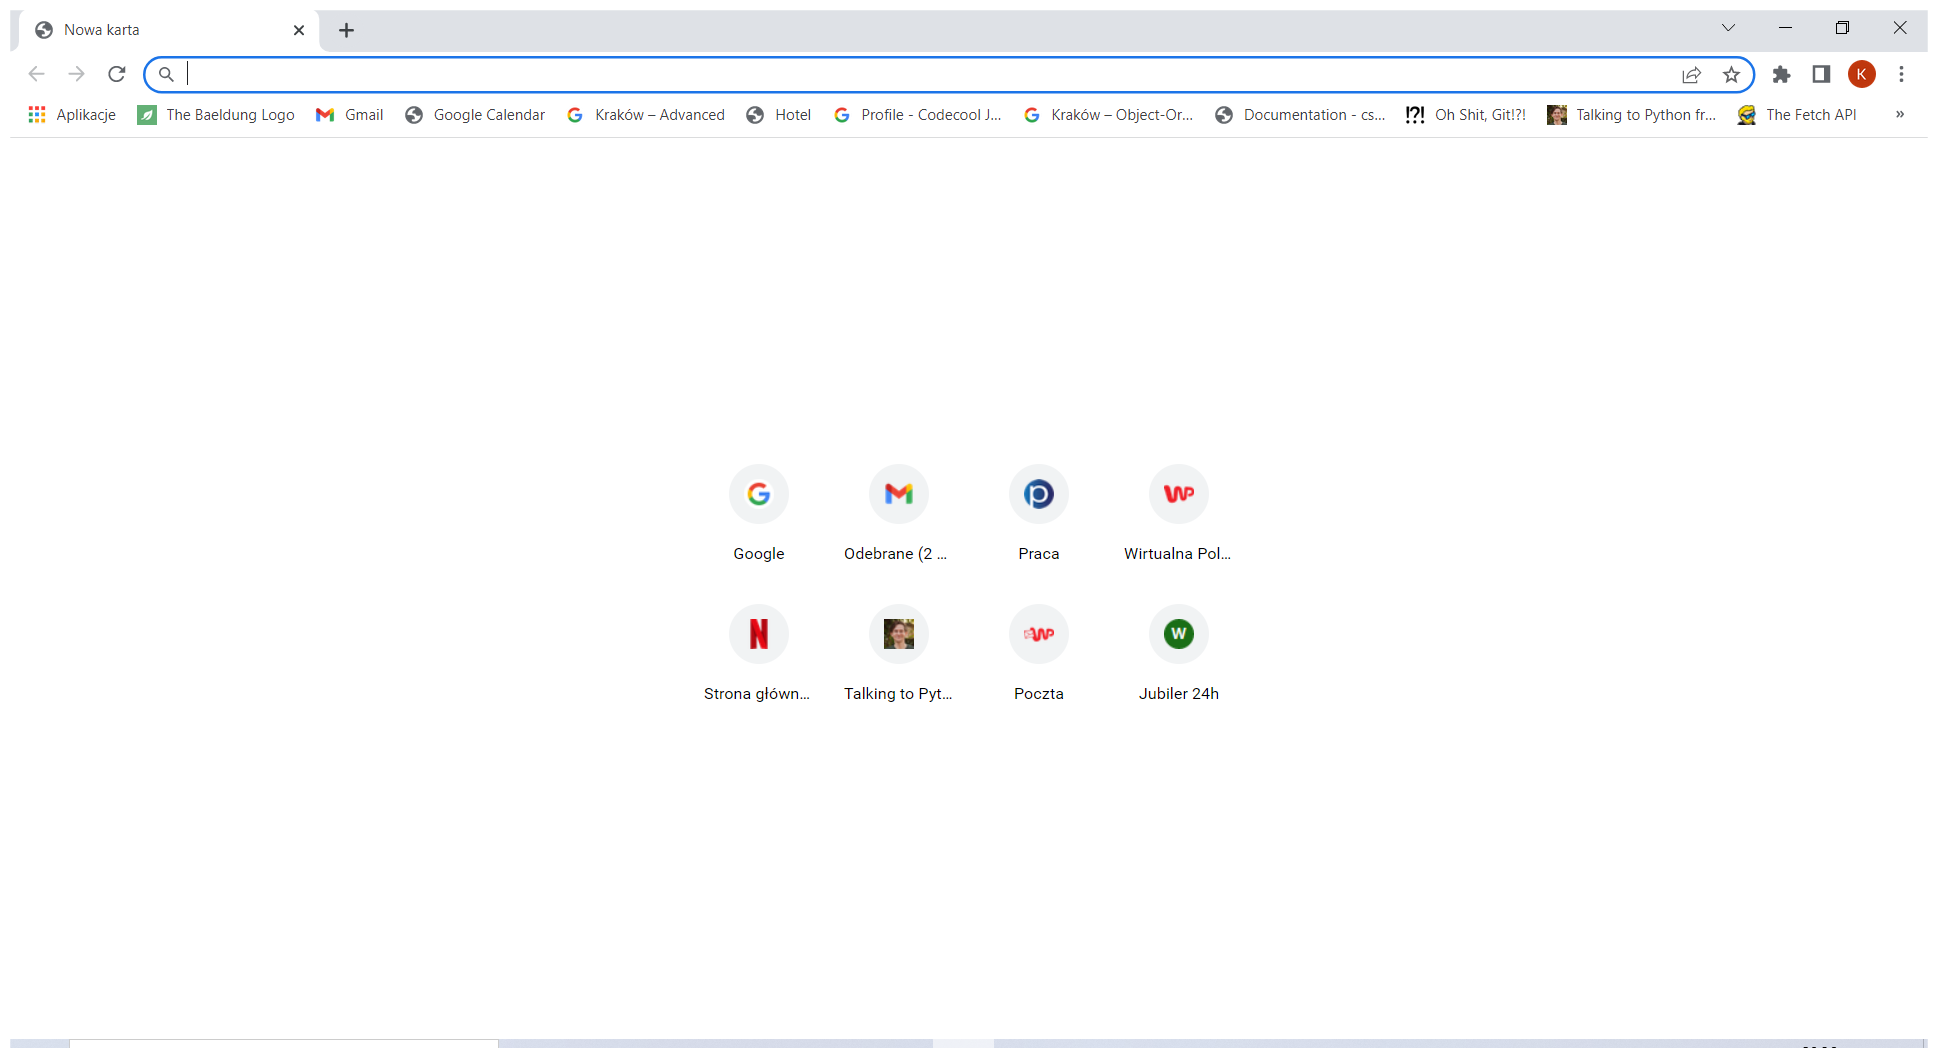 Nowa karta
Aplikacje The Baeldung Logo Gmail Google Calendar Kraków – Advanced Hotel Profile - Codecool J... Kraków – Object-Or... Documentation - cs... !?! Oh Shit, Git!?! Talking to Python fr... The Fetch API »
K
Google Odebrane (2 ... Praca Wirtualna Pol...
Strona główn... Talking to Pyt... Poczta Jubiler 24h